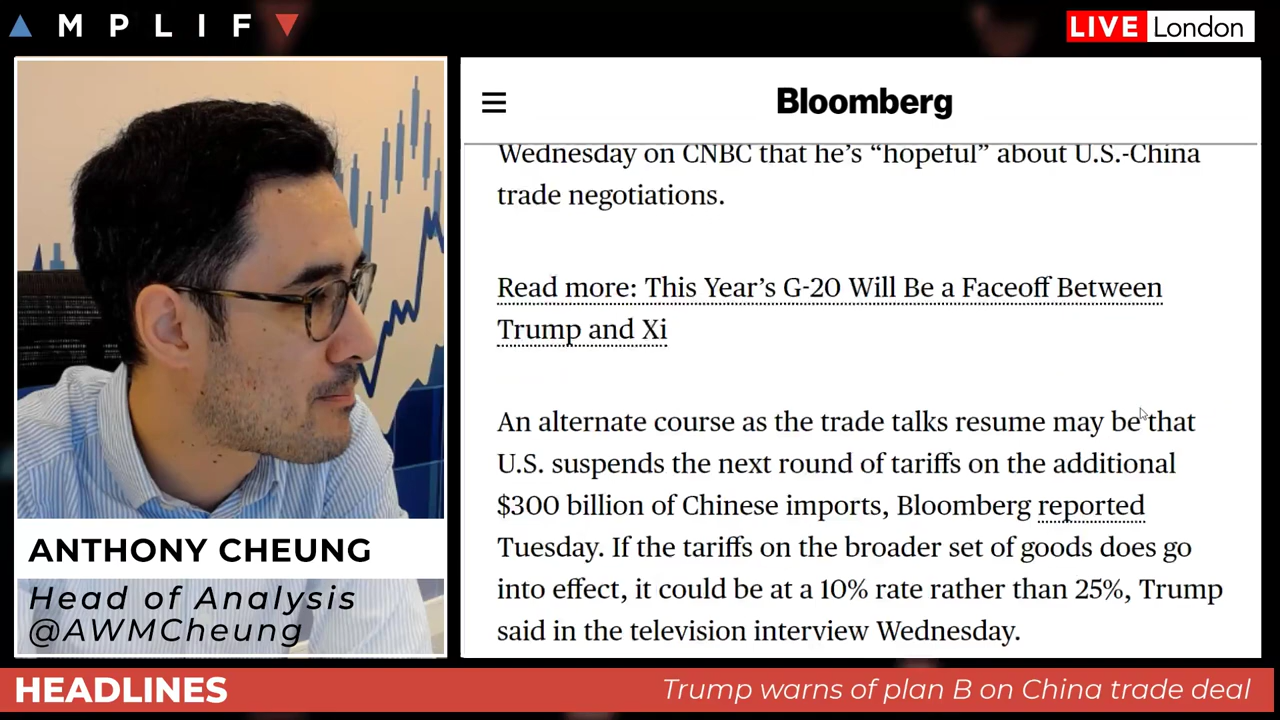 AMPLIFY
LIVE London
Bloomberg
Wednesday on CNBC that he’s “hopeful” about U.S.-China
trade negotiations.
Read more: This Year’s G-20 Will Be a Faceoff Between
Trump and Xi
An alternate course as the trade talks resume may be that
U.S. suspends the next round of tariffs on the additional
$300 billion of Chinese imports, Bloomberg reported
Tuesday. If the tariffs on the broader set of goods does go
into effect, it could be at a 10% rate rather than 25%, Trump
said in the television interview Wednesday.
ANTHONY CHEUNG
Head of Analysis
@AWMCheung
HEADLINES
Trump warns of plan B on China trade deal